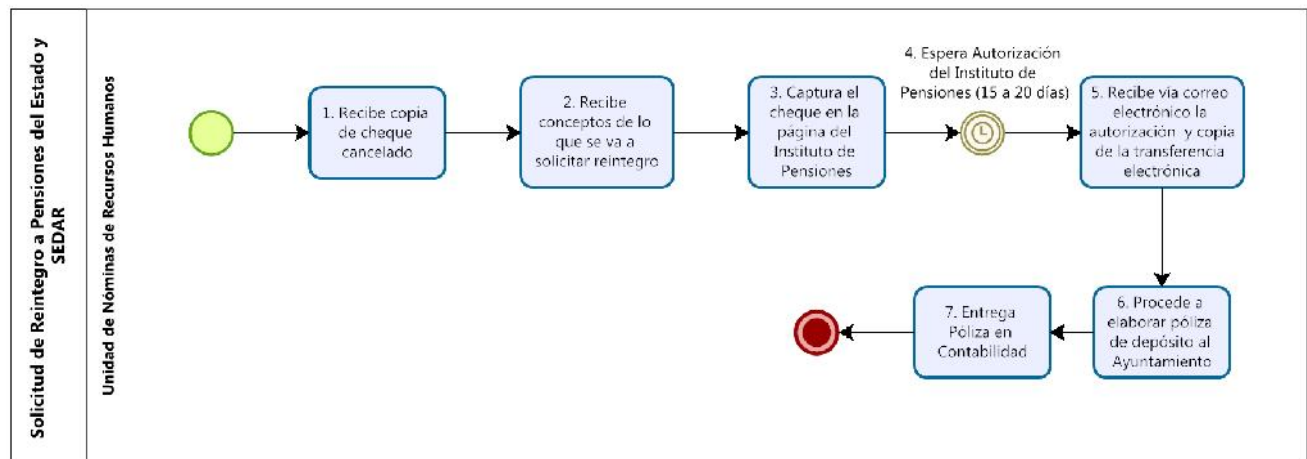 Solicitud de Reintegro a Pensiones del Estado y
SEDAR
Unidad de Nóminas de Recursos Humanos
1. Recibe copia
de cheque
cancelado
2. Recibe
conceptos de lo
que se va a
solicitar reintegro
3. Captura el
cheque en la
página del
Instituto de
Pensiones
4. Espera Autorización
del Instituto de
Pensiones (15 a 20 días)
5. Recibe vía correo
electrónico la
autorización y copia
de la transferencia
electrónica
6. Procede a
elaborar póliza
de depósito al
Ayuntamiento
7. Entrega
Póliza en
Contabilidad